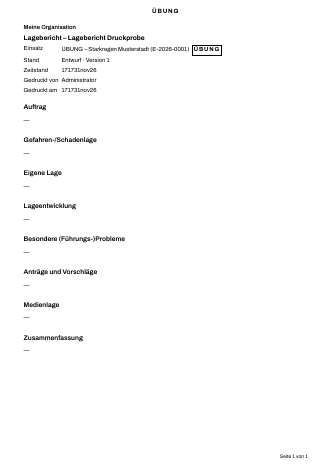 ÜBUNG
Meine Organisation
Lagebericht – Lagebericht Druckprobe
Einsatz ÜBUNG – Starkregen Musterstadt (E-2026-0001) ÜBUNG
Stand Entwurf · Version 1
Zeitstand 171731nov26
Gedruckt von Administrator
Gedruckt am 171731nov26
Auftrag
—
Gefahren-/Schadenlage
—
Eigene Lage
—
Lageentwicklung
—
Besondere (Führungs-)Probleme
—
Anträge und Vorschläge
—
Medienlage
—
Zusammenfassung
—
Seite 1 von 1